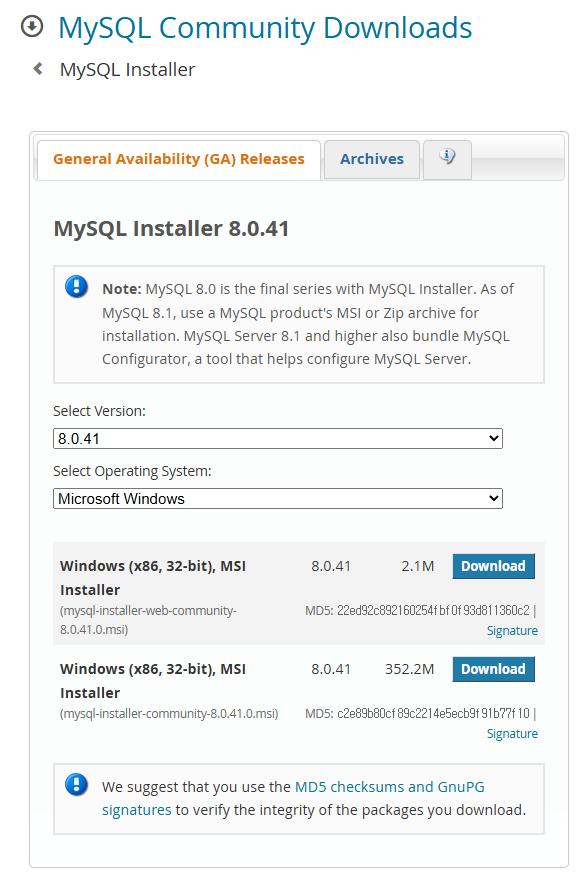 MySQL Community Downloads
MySQL Installer
General Availability (GA) Releases
Archives
MySQL Installer 8.0.41
Note: MySQL 8.0 is the final series with MySQL Installer. As of
MySQL 8.1, use a MySQL product's MSI or Zip archive for
installation. MySQL Server 8.1 and higher also bundle MySQL
Configurator, a tool that helps configure MySQL Server.
Select Version:
8.0.41
Select Operating System:
Microsoft Windows
Windows (x86, 32-bit), MSI
Installer
8.0.41
2.1M
Download
(mysql-installer-web-community-
8.0.41.0.msi)
MD5: 22ed92c892160254fbf0f93d811360c2 |
Signature
Windows (x86, 32-bit), MSI
Installer
8.0.41
352.2M
Download
(mysql-installer-community-8.0.41.0.msi)
MD5: c2e89b80cf89c2214e5ecb9f91b77f10 |
Signature
We suggest that you use the MD5 checksums and GnuPG
signatures to verify the integrity of the packages you download.